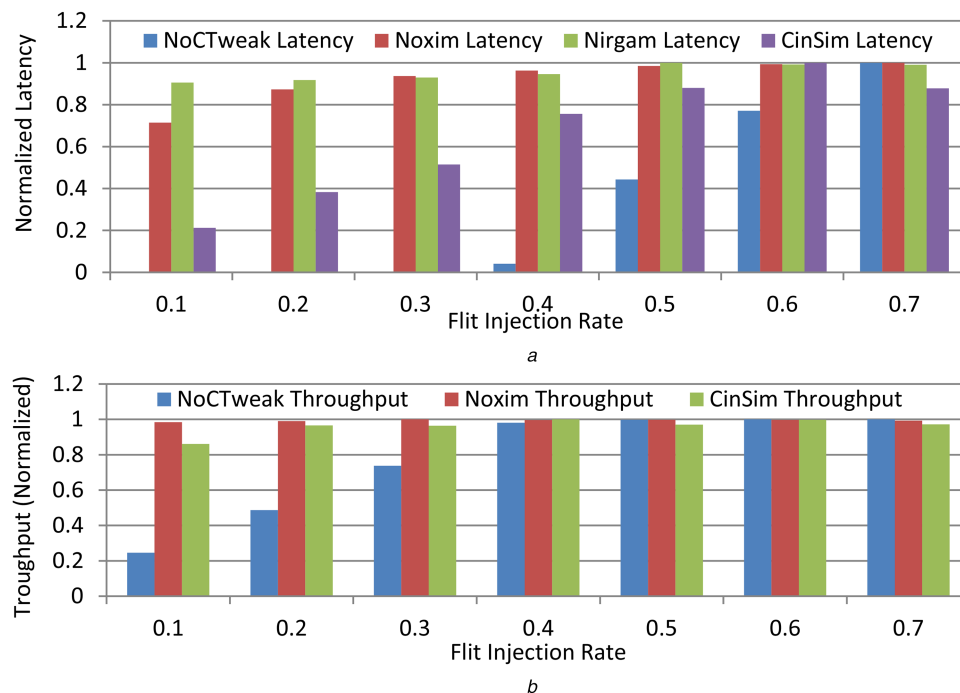 1.2
NoCTweak Latency Noxim Latency Nirgam Latency CinSim Latency
1
0.8
0.6
0.4
0.2
0
Normalized Latency
0.1 0.2 0.3 0.4 0.5 0.6 0.7
Flit Injection Rate
a
1.2
NoCTweak Throughput Noxim Throughput CinSim Throughput
1
0.8
0.6
0.4
0.2
0
Troughput (Normalized)
0.1 0.2 0.3 0.4 0.5 0.6 0.7
Flit Injection Rate
b